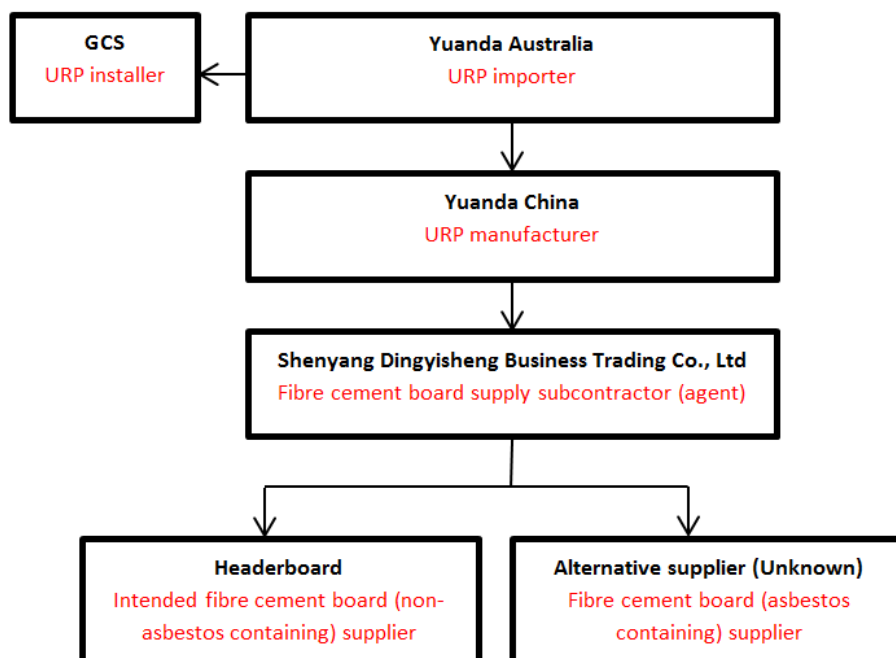 GCS
URP installer
Yuanda Australia
URP importer
Yuanda China
URP manufacturer
Shenyang Dingyisheng Business Trading Co., Ltd
Fibre cement board supply subcontractor (agent)
Headerboard
Intended fibre cement board (non-
asbestos containing) supplier
Alternative supplier (Unknown)
Fibre cement board (asbestos
containing) supplier